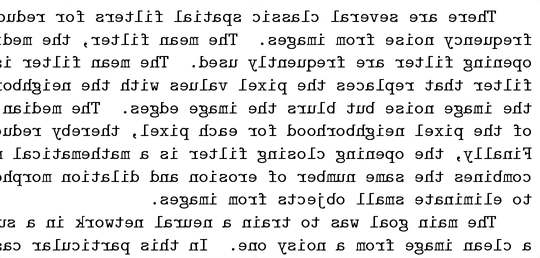 There are several classic spatial filters for reduc
frequency noise from images. The mean filter, the medi
opening filter are frequently used. The mean filter is
filter that replaces the pixel values with the neighbor
the image noise but blurs the image edges. The median
of the pixel neighborhood for each pixel, thereby reduc
Finally, the opening closing filter is a mathematical m
combines the same number of erosion and dilation morpho
to eliminate small objects from images.
The main goal was to train a neural network in a su
a clean image from a noisy one. In this particular cas